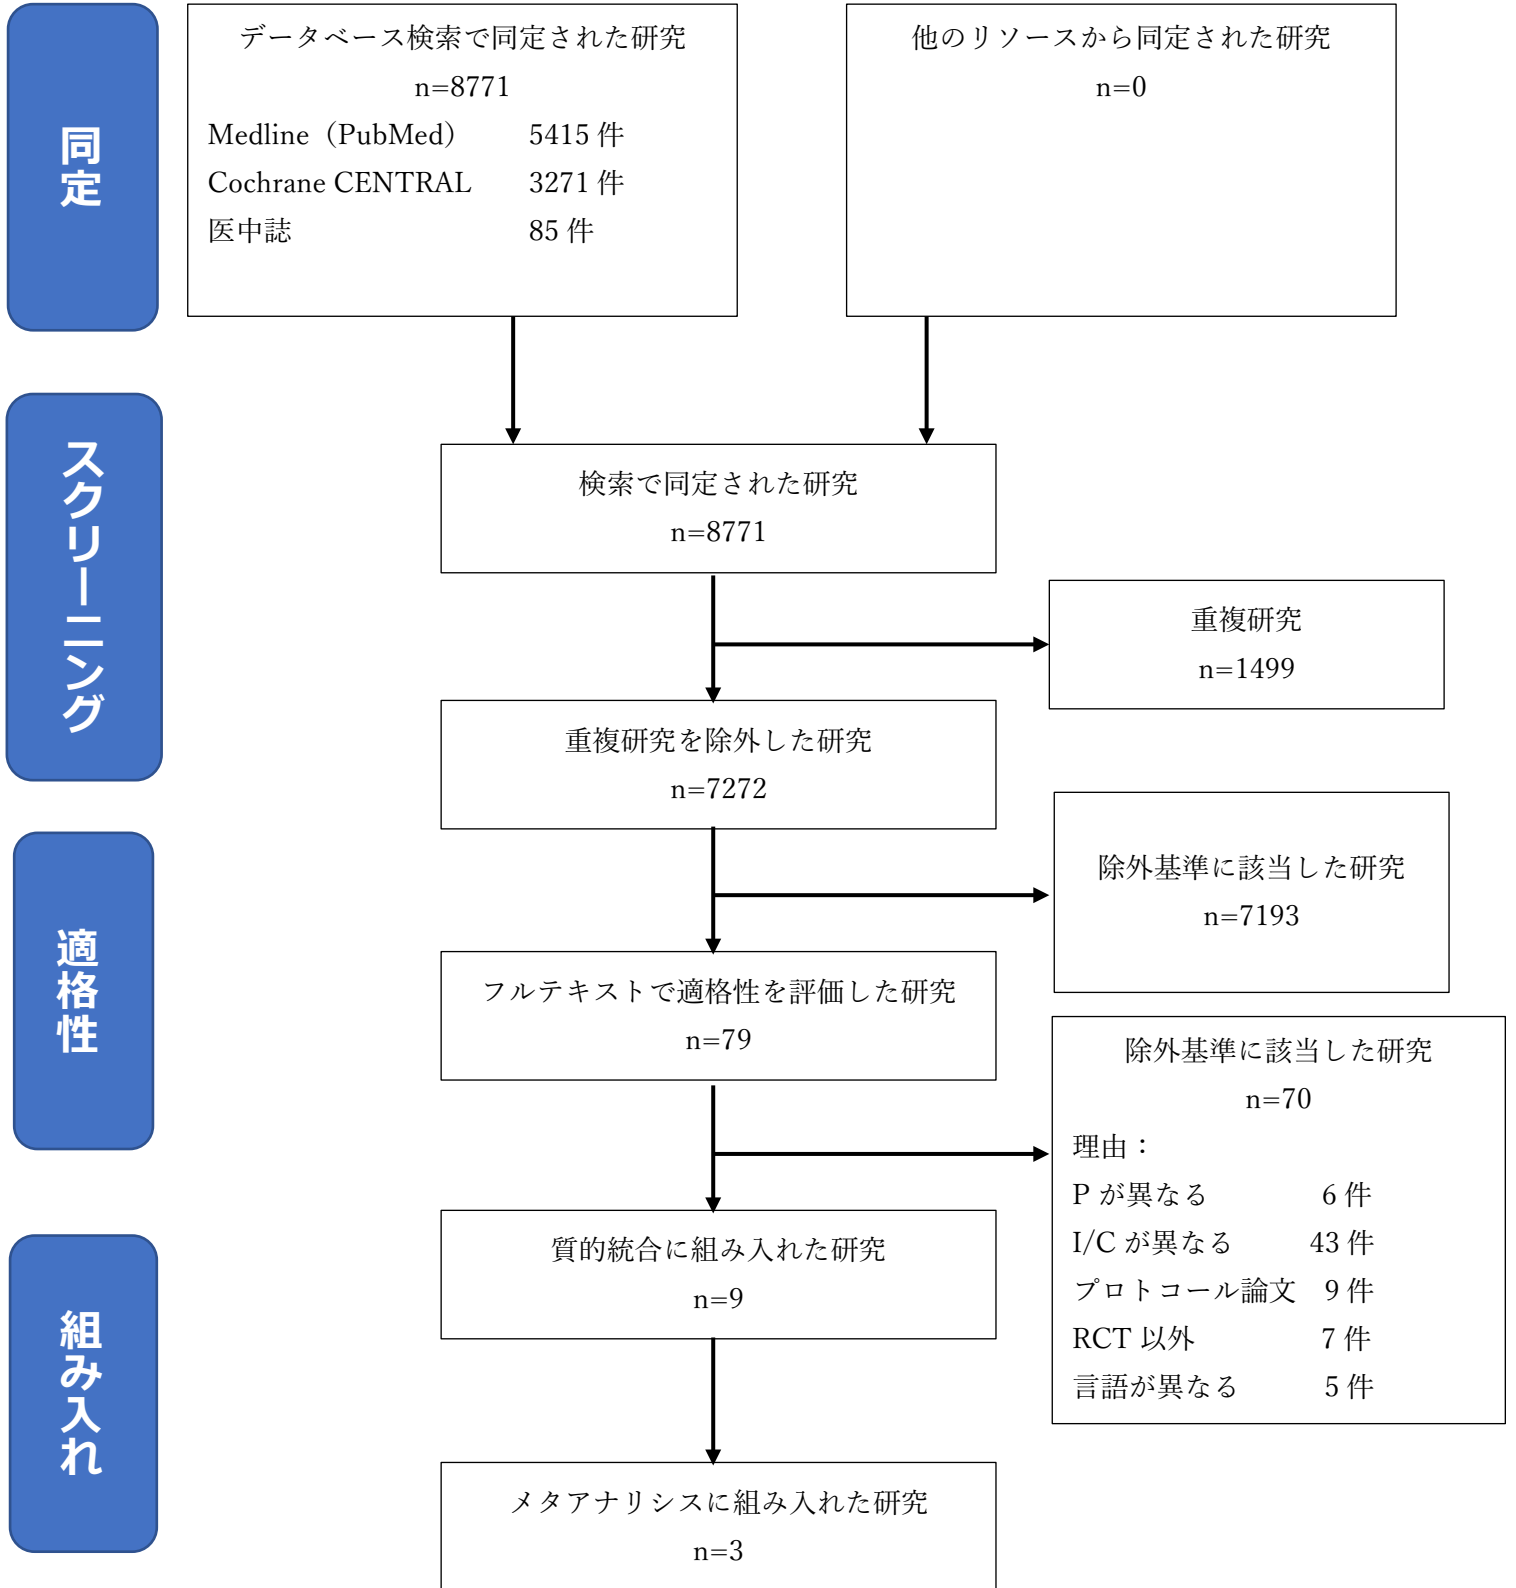 同定
データベース検索で同定された研究
n=8771
Medline（PubMed） 5415 件
Cochrane CENTRAL 3271 件
医中誌 85 件
他のリソースから同定された研究
n=0
スクリーニング
検索で同定された研究
n=8771
重複研究
n=1499
重複研究を除外した研究
n=7272
適格性
除外基準に該当した研究
n=7193
フルテキストで適格性を評価した研究
n=79
除外基準に該当した研究
n=70
理由：
P が異なる 6 件
I/C が異なる 43 件
プロトコール論文 9 件
RCT 以外 7 件
言語が異なる 5 件
組み入れ
質的統合に組み入れた研究
n=9
メタアナリシスに組み入れた研究
n=3